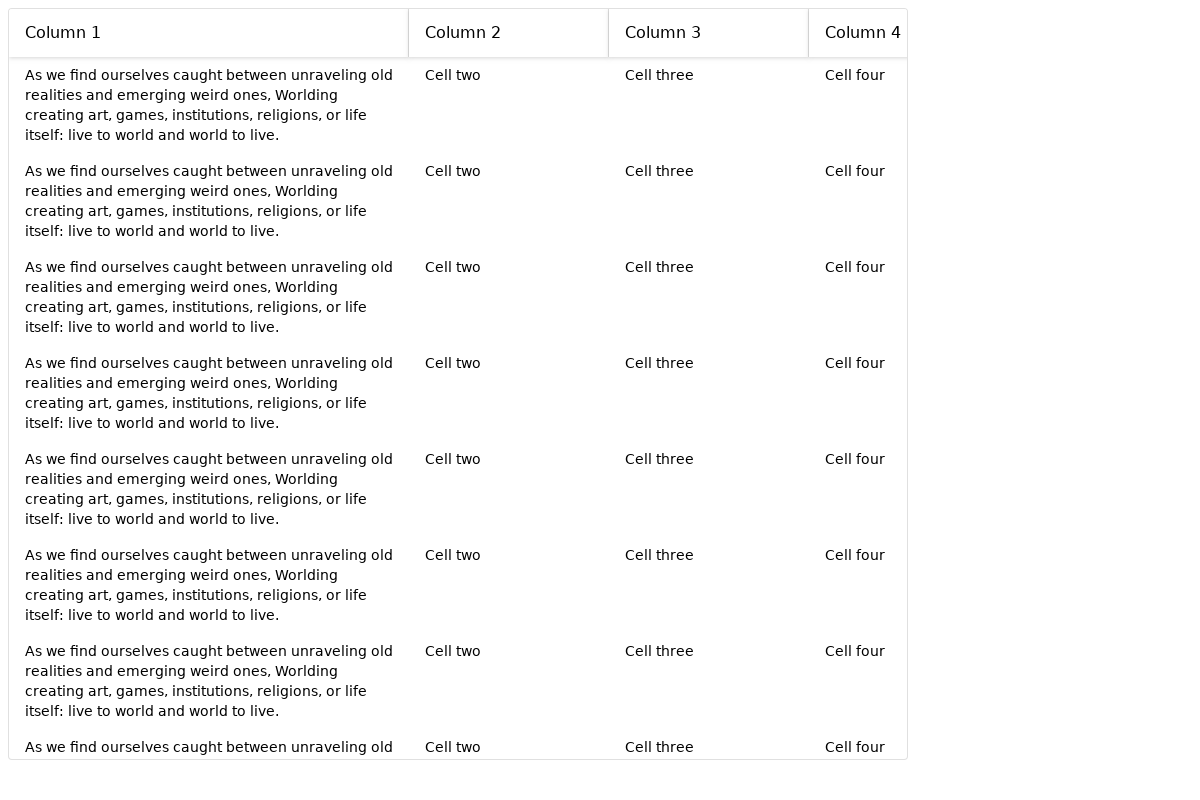 Column 1 Column 2 Column 3 Column 4
As we find ourselves caught between unraveling old Cell two Cell three Cell four
realities and emerging weird ones, Worlding
creating art, games, institutions, religions, or life
itself: live to world and world to live.
As we find ourselves caught between unraveling old Cell two Cell three Cell four
realities and emerging weird ones, Worlding
creating art, games, institutions, religions, or life
itself: live to world and world to live.
As we find ourselves caught between unraveling old Cell two Cell three Cell four
realities and emerging weird ones, Worlding
creating art, games, institutions, religions, or life
itself: live to world and world to live.
As we find ourselves caught between unraveling old Cell two Cell three Cell four
realities and emerging weird ones, Worlding
creating art, games, institutions, religions, or life
itself: live to world and world to live.
As we find ourselves caught between unraveling old Cell two Cell three Cell four
realities and emerging weird ones, Worlding
creating art, games, institutions, religions, or life
itself: live to world and world to live.
As we find ourselves caught between unraveling old Cell two Cell three Cell four
realities and emerging weird ones, Worlding
creating art, games, institutions, religions, or life
itself: live to world and world to live.
As we find ourselves caught between unraveling old Cell two Cell three Cell four
realities and emerging weird ones, Worlding
creating art, games, institutions, religions, or life
itself: live to world and world to live.
As we find ourselves caught between unraveling old Cell two Cell three Cell four